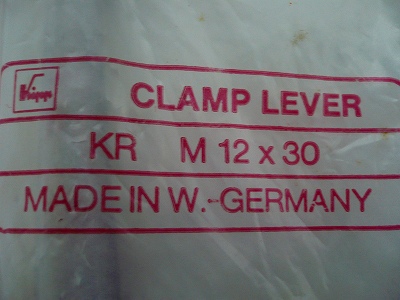 Kipp
CLAMP LEVER
KR M 12 x 30
MADE IN W.-GERMANY